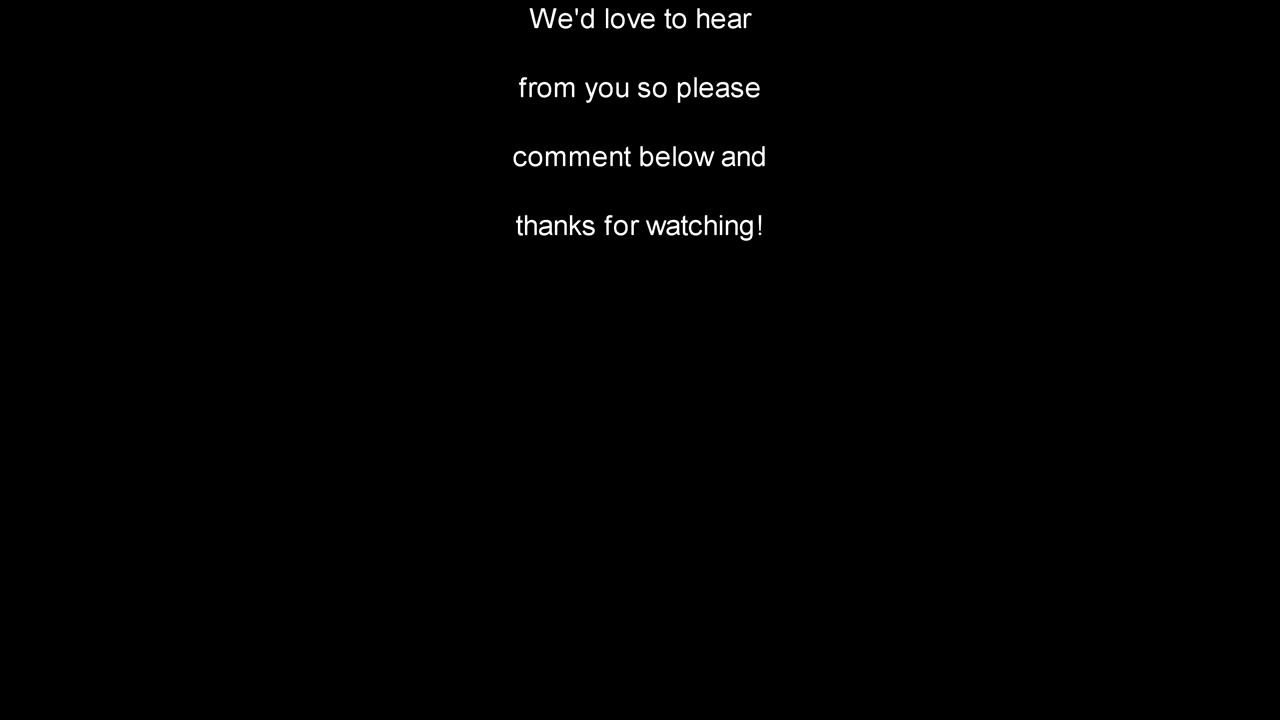 We'd love to hear
from you so please
comment below and
thanks for watching!